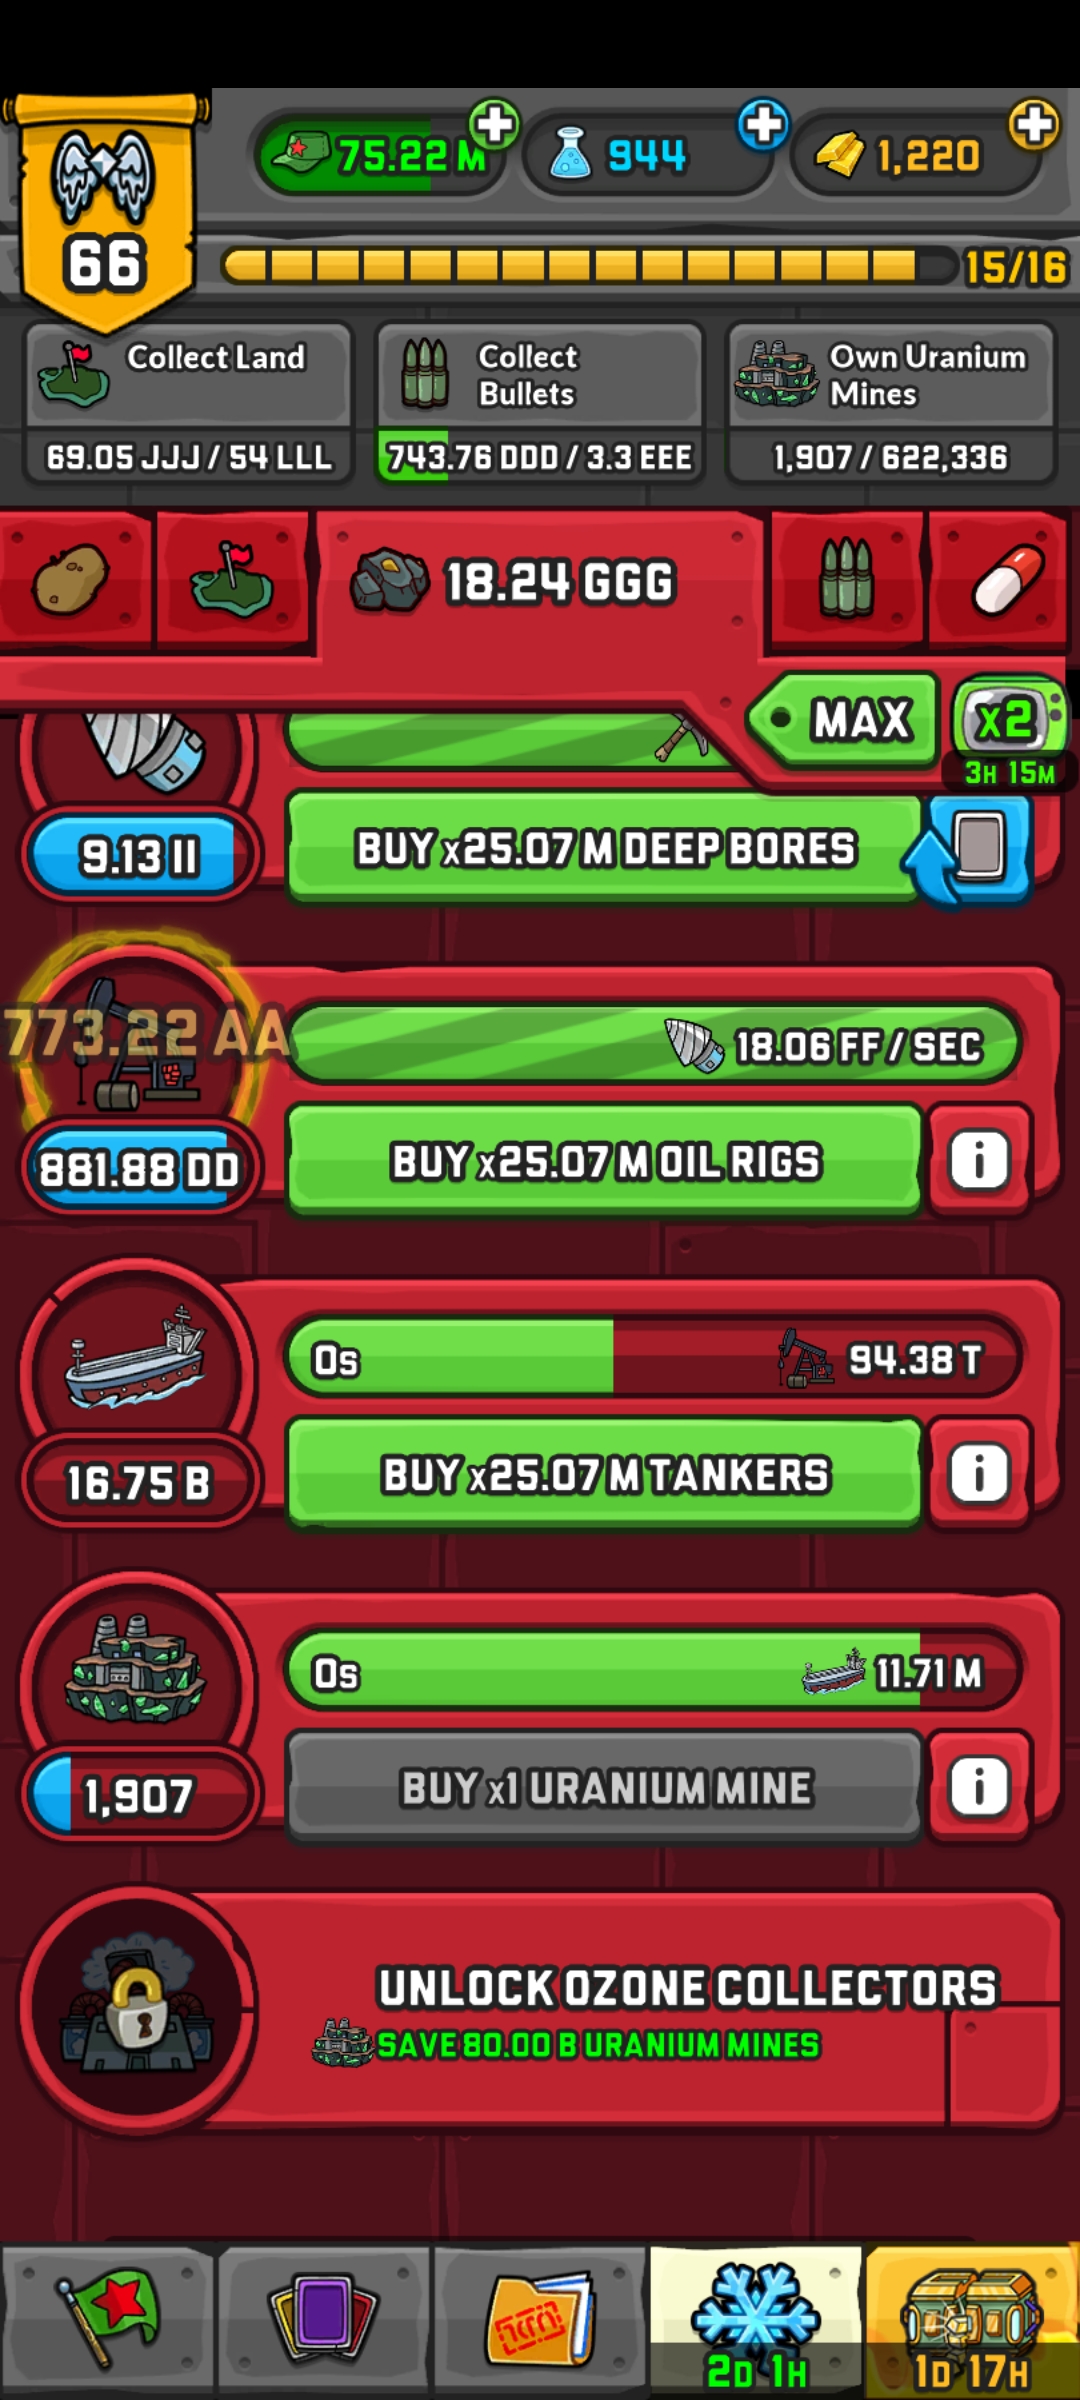 75.22 M
944
1,220
66
15/16
Collect Land
69.05 JJJ / 54 LLL
Collect
Bullets
743.76 DDD / 3.3 EEE
Own Uranium
Mines
1,907 / 622,336
18.24 GGG
MAX
x2
3H 15M
9.13 II
BUY x25.07 M DEEP BORES
773.22 AA
18.06 FF / SEC
881.88 DD
BUY x25.07 M OIL RIGS
i
0s
94.38 T
16.75 B
BUY x25.07 M TANKERS
i
0s
11.71 M
1,907
BUY x1 URANIUM MINE
i
UNLOCK OZONE COLLECTORS
SAVE 80.00 B URANIUM MINES
2D 1H
1D 17H